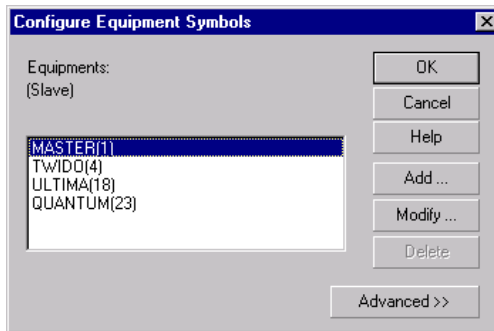 Configure Equipment Symbols
Equipments:
(Slave)
MASTER(1)
TWIDO(4)
ULTIMA(18)
QUANTUM(23)
OK
Cancel
Help
Add ...
Modify ...
Delete
Advanced >>